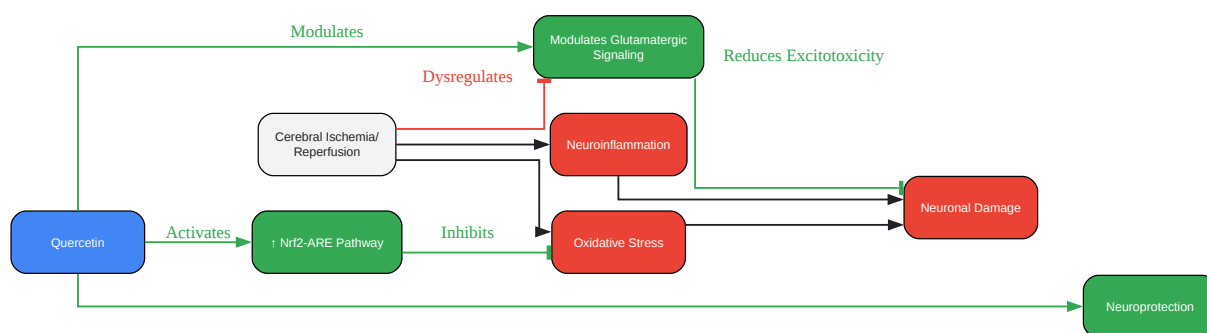 Modulates
Modulates Glutamatergic
Signaling
Reduces Excitotoxicity
Dysregulates
Cerebral Ischemia/
Reperfusion
Neuroinflammation
Neuronal Damage
Quercetin
Activates
↑ Nrf2-ARE Pathway
Inhibits
Oxidative Stress
Neuroprotection